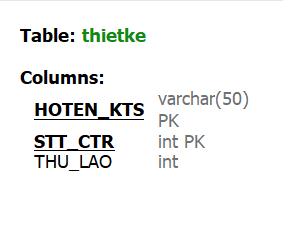 Table: thietke
Columns:
HOTEN_KTS varchar(50) PK
STT_CTR int PK
THU_LAO int